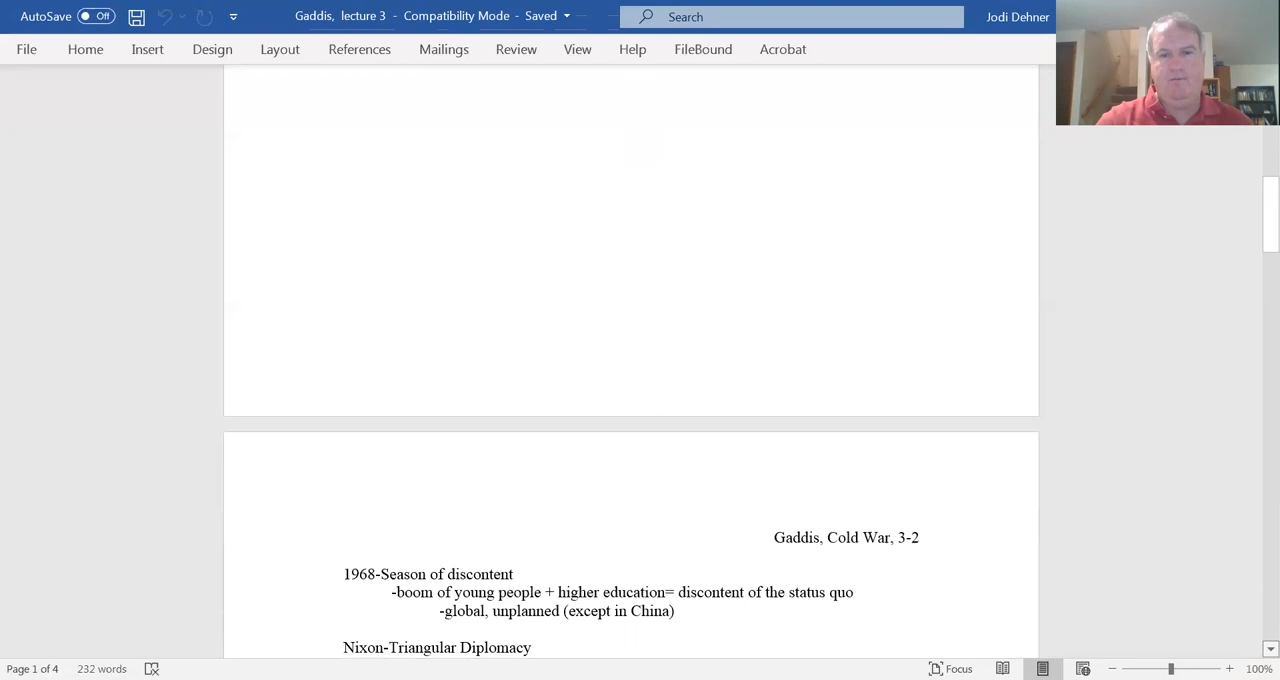 AutoSave Off Gaddis, lecture 3 - Compatibility Mode - Saved Search Jodi Dehner
File Home Insert Design Layout References Mailings Review View Help FileBound Acrobat
Gaddis, Cold War, 3-2
1968-Season of discontent
-boom of young people + higher education= discontent of the status quo
-global, unplanned (except in China)
Nixon-Triangular Diplomacy
Page 1 of 4 232 words Focus 100%